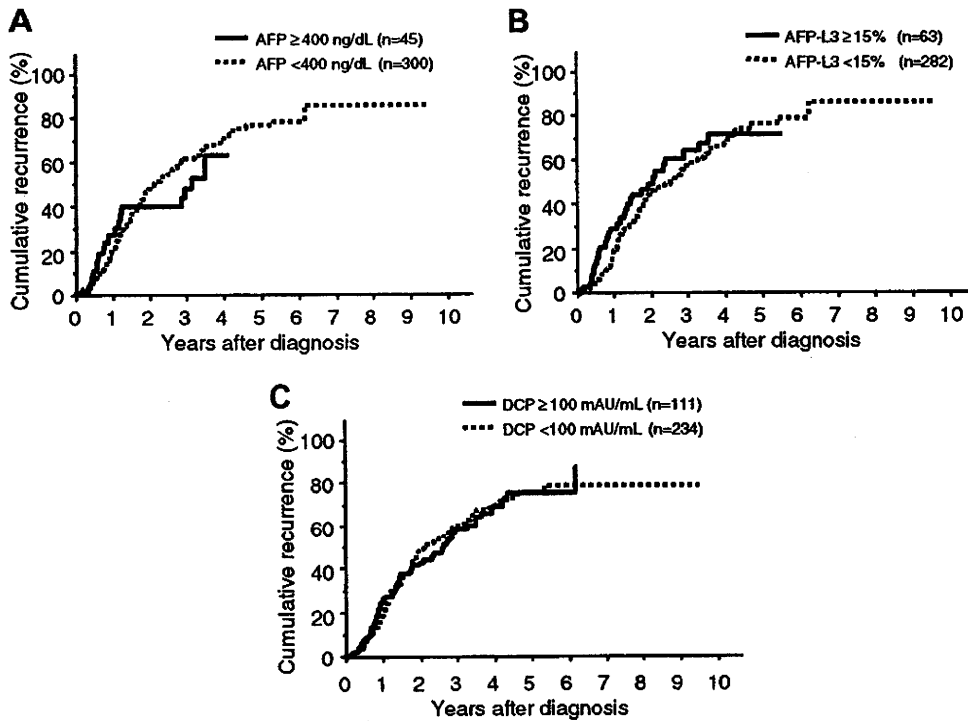 A
AFP ≥ 400 ng/dL (n=45)
AFP <400 ng/dL (n=300)
Cumulative recurrence (%)
100
80
60
40
20
0
0 1 2 3 4 5 6 7 8 9 10
Years after diagnosis
B
AFP-L3 ≥ 15% (n=63)
AFP-L3 <15% (n=282)
Cumulative recurrence (%)
100
80
60
40
20
0
0 1 2 3 4 5 6 7 8 9 10
Years after diagnosis
C
DCP ≥ 100 mAU/mL (n=111)
DCP <100 mAU/mL (n=234)
Cumulative recurrence (%)
100
80
60
40
20
0
0 1 2 3 4 5 6 7 8 9 10
Years after diagnosis